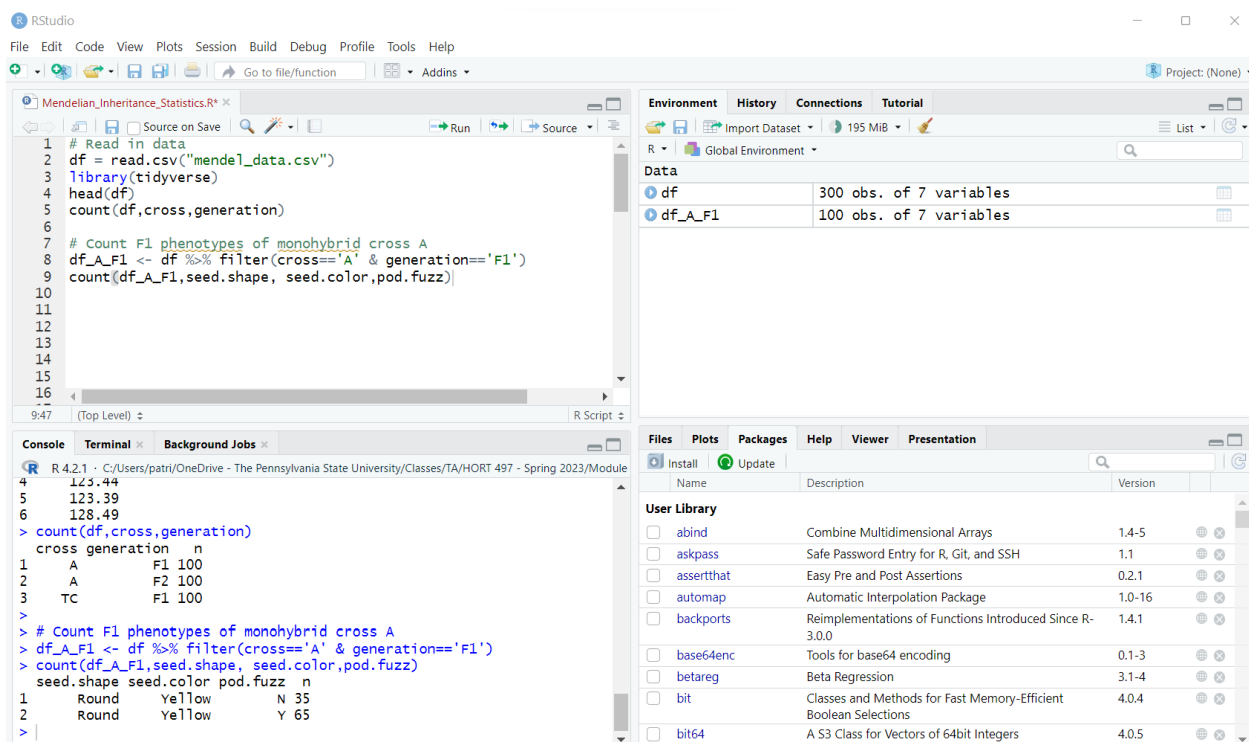 RStudio
File Edit Code View Plots Session Build Debug Profile Tools Help
Go to file/function Addins Project: (None)
Mendelian_Inheritance_Statistics.R*
Source on Save Run Source
1 # Read in data
2 df = read.csv("mendel_data.csv")
3 library(tidyverse)
4 head(df)
5 count(df,cross,generation)
6
7 # Count F1 phenotypes of monohybrid cross A
8 df_A_F1 <- df %>% filter(cross=='A' & generation=='F1')
9 count(df_A_F1,seed.shape, seed.color,pod.fuzz)
10
11
12
13
14
15
16
9:47 (Top Level) R Script
Console Terminal Background Jobs
R 4.2.1 · C:/Users/patri/OneDrive - The Pennsylvania State University/Classes/TA/HORT 497 - Spring 2023/Module
4 123.44
5 123.39
6 128.49
> count(df,cross,generation)
cross generation n
1 A F1 100
2 A F2 100
3 TC F1 100
>
> # Count F1 phenotypes of monohybrid cross A
> df_A_F1 <- df %>% filter(cross=='A' & generation=='F1')
> count(df_A_F1,seed.shape, seed.color,pod.fuzz)
seed.shape seed.color pod.fuzz n
1 Round Yellow N 35
2 Round Yellow Y 65
>
Environment History Connections Tutorial
Import Dataset 195 MiB List
R Global Environment
Data
df 300 obs. of 7 variables
df_A_F1 100 obs. of 7 variables
Files Plots Packages Help Viewer Presentation
Install Update
Name Description Version
User Library
abind Combine Multidimensional Arrays 1.4-5
askpass Safe Password Entry for R, Git, and SSH 1.1
assertthat Easy Pre and Post Assertions 0.2.1
automap Automatic Interpolation Package 1.0-16
backports Reimplementations of Functions Introduced Since R- 1.4.1
3.0.0
base64enc Tools for base64 encoding 0.1-3
betareg Beta Regression 3.1-4
bit Classes and Methods for Fast Memory-Efficient 4.0.4
Boolean Selections
bit64 A S3 Class for Vectors of 64bit Integers 4.0.5